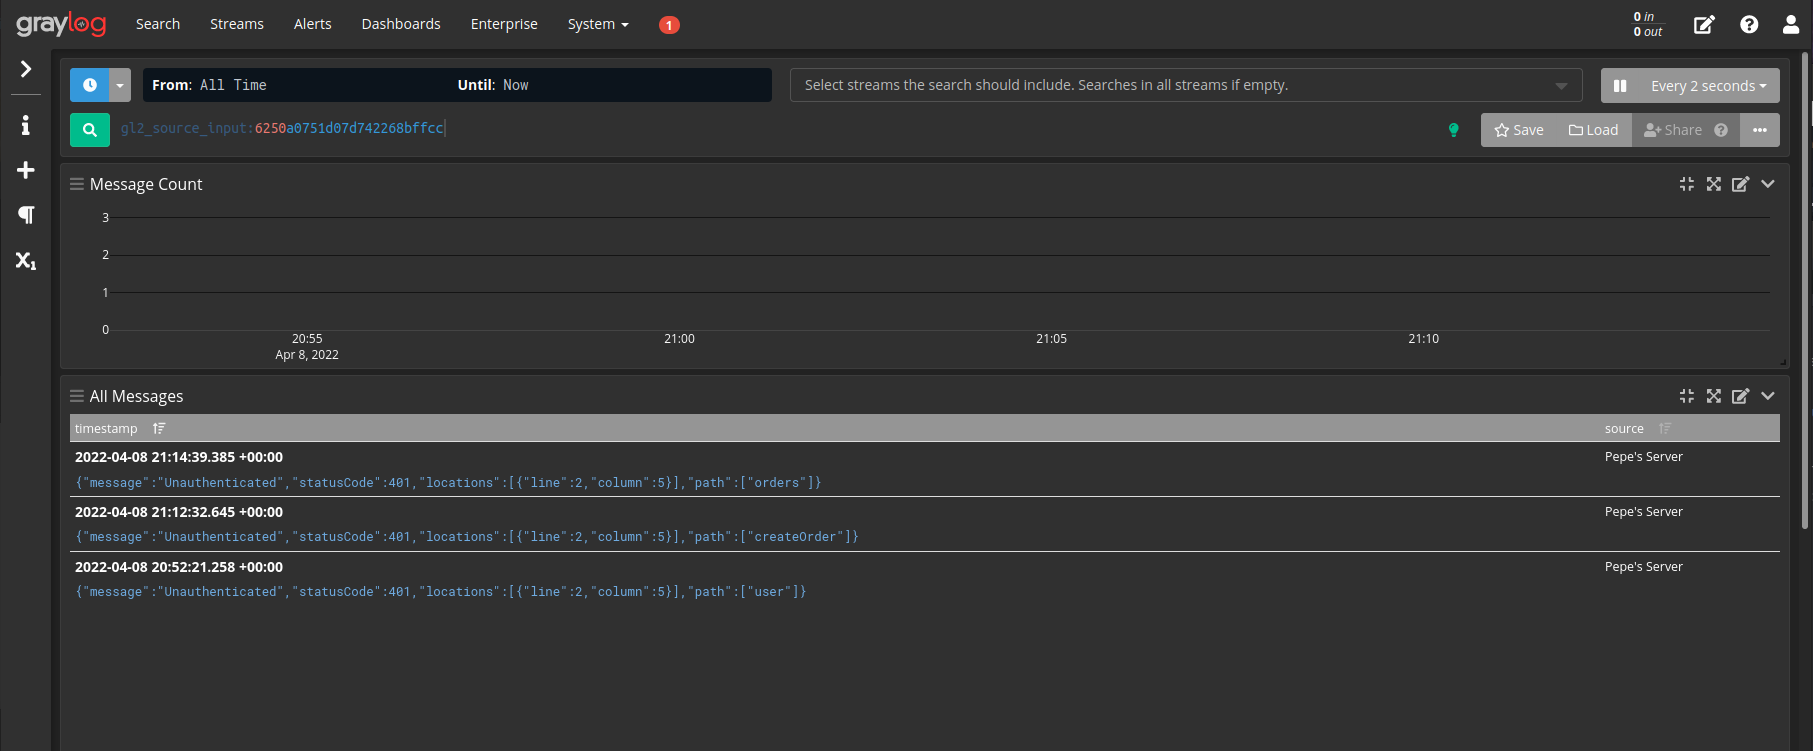 graylog Search Streams Alerts Dashboards Enterprise System 1 0 in
0 out
From: All Time Until: Now Select streams the search should include. Searches in all streams if empty. Every 2 seconds
gl2_source_input:6250a0751d07d742268bffcc Save Load Share
Message Count
3
2
1
0
20:55 21:00 21:05 21:10
Apr 8, 2022
All Messages
timestamp source
2022-04-08 21:14:39.385 +00:00 Pepe's Server
{"message":"Unauthenticated","statusCode":401,"locations":[{"line":2,"column":5}],"path":["orders"]}
2022-04-08 21:12:32.645 +00:00 Pepe's Server
{"message":"Unauthenticated","statusCode":401,"locations":[{"line":2,"column":5}],"path":["createOrder"]}
2022-04-08 20:52:21.258 +00:00 Pepe's Server
{"message":"Unauthenticated","statusCode":401,"locations":[{"line":2,"column":5}],"path":["user"]}